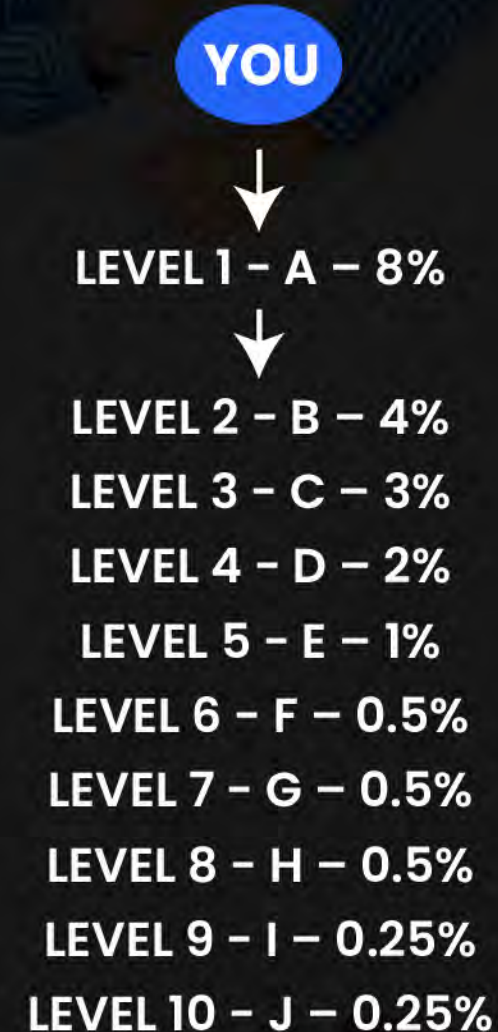 YOU
LEVEL 1 - A – 8%
LEVEL 2 - B – 4%
LEVEL 3 - C – 3%
LEVEL 4 - D – 2%
LEVEL 5 - E – 1%
LEVEL 6 - F – 0.5%
LEVEL 7 - G – 0.5%
LEVEL 8 - H – 0.5%
LEVEL 9 - I – 0.25%
LEVEL 10 - J – 0.25%